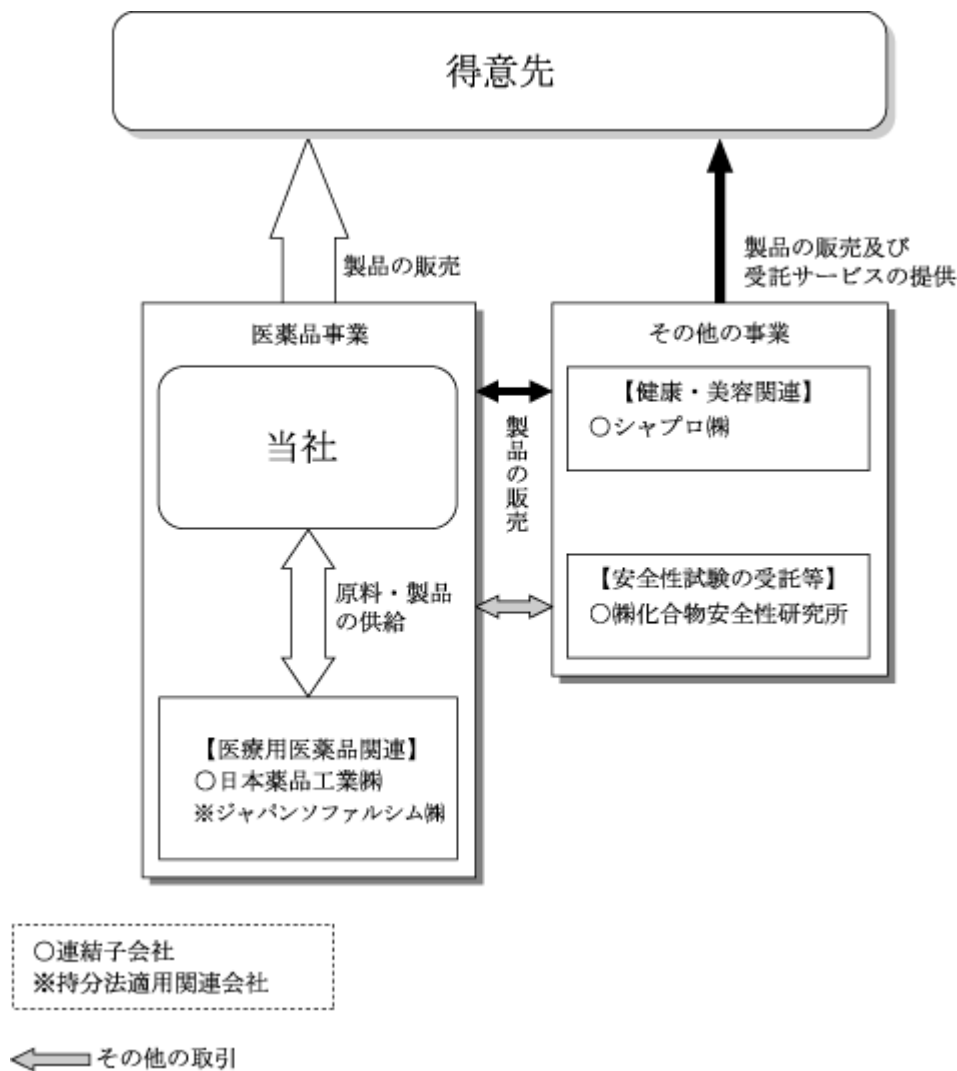 得意先
製品の販売
製品の販売及び
受託サービスの提供
医薬品事業
当社
原料・製品
の供給
【医療用医薬品関連】
○日本薬品工業㈱
※ジャパンソファルシム㈱
製品の販売
その他の事業
【健康・美容関連】
○シャプロ㈱
【安全性試験の受託等】
○㈱化合物安全性研究所
○連結子会社
※持分法適用関連会社
その他の取引